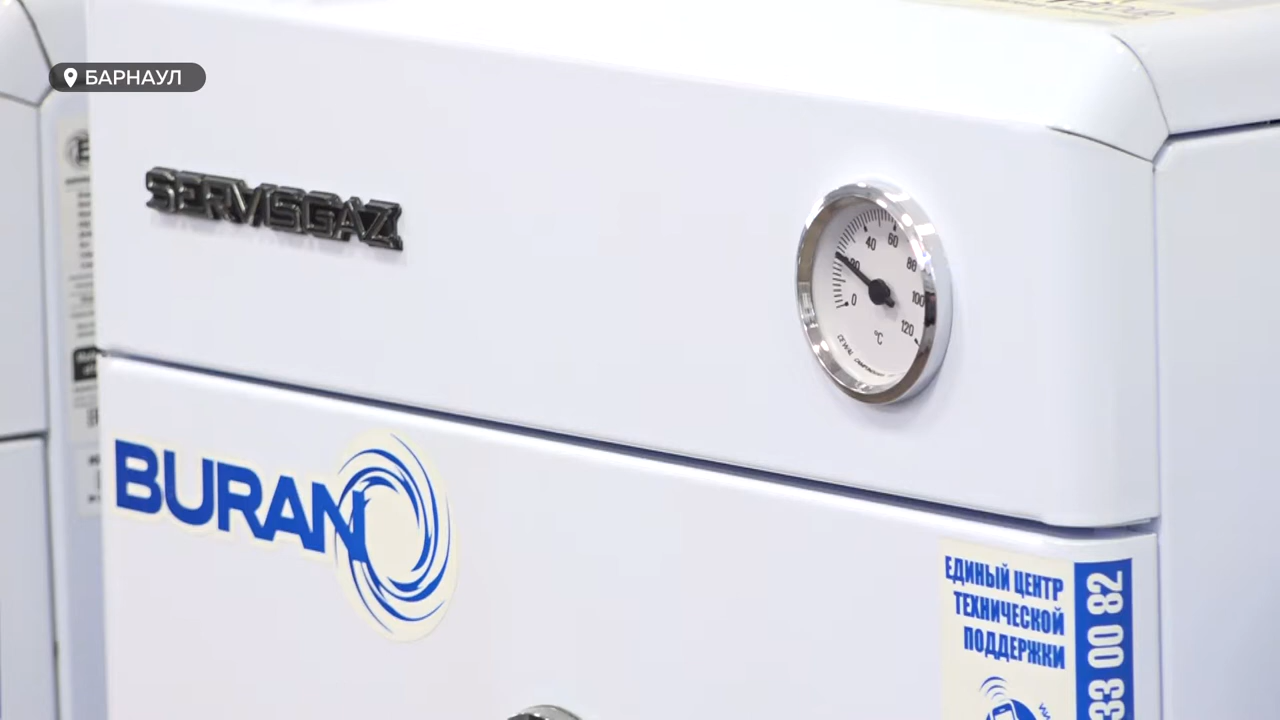 БАРНАУЛ
SERVISGAZ
40
60
20
80
0
100
120
°C
BURAN
ЕДИНЫЙ ЦЕНТР
ТЕХНИЧЕСКОЙ
ПОДДЕРЖКИ
33 00 82